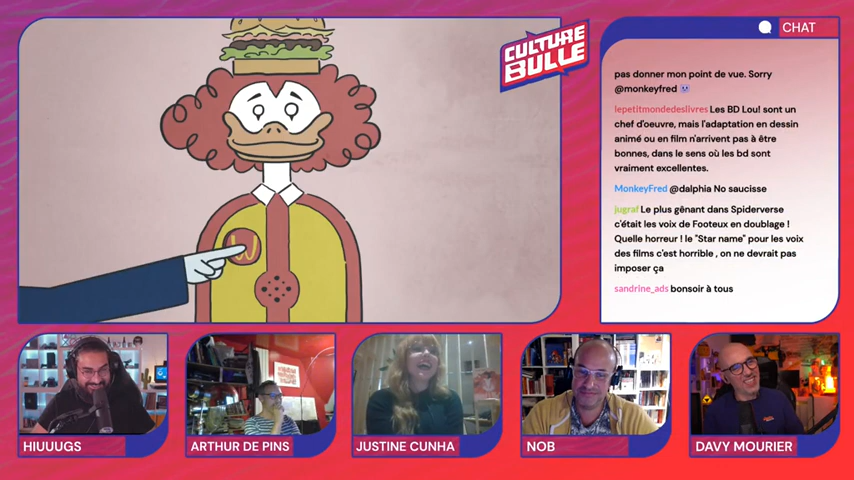 CULTURE
BULLE
CHAT
pas donner mon point de vue. Sorry
@monkeyfred
lepetitmondedeslivres Les BD Lou! sont un
chef d'oeuvre, mais l'adaptation en dessin
animé ou en film n'arrivent pas à être
bonnes, dans le sens où les bd sont
vraiment excellentes.
MonkeyFred @dalphia No saucisse
jugraf Le plus gênant dans Spiderverse
c'était les voix de Footeux en doublage !
Quelle horreur ! le "Star name" pour les voix
des films c'est horrible , on ne devrait pas
imposer ça
sandrine_ads bonsoir à tous
HIUUUGS
ARTHUR DE PINS
JUSTINE CUNHA
NOB
DAVY MOURIER